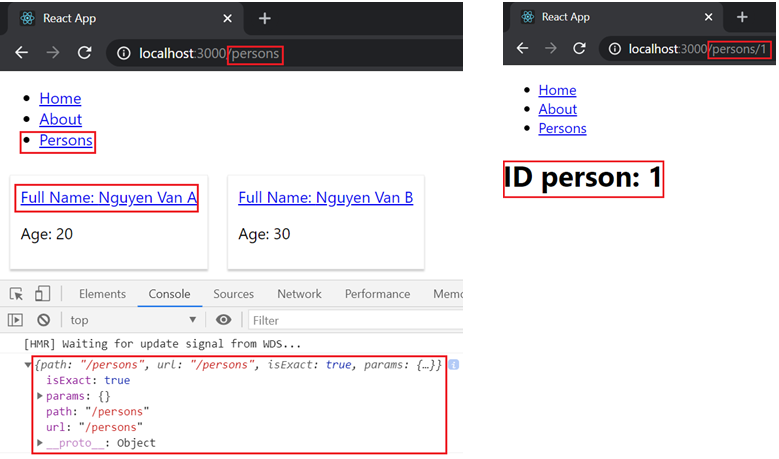 React App
localhost:3000/persons
Home
About
Persons
Full Name: Nguyen Van A
Age: 20
Full Name: Nguyen Van B
Age: 30
Elements Console Sources Network Performance Memo
top
Filter
[HMR] Waiting for update signal from WDS...
{path: "/persons", url: "/persons", isExact: true, params: {…}}
isExact: true
params: {}
path: "/persons"
url: "/persons"
__proto__: Object
React App
localhost:3000/persons/1
Home
About
Persons
ID person: 1